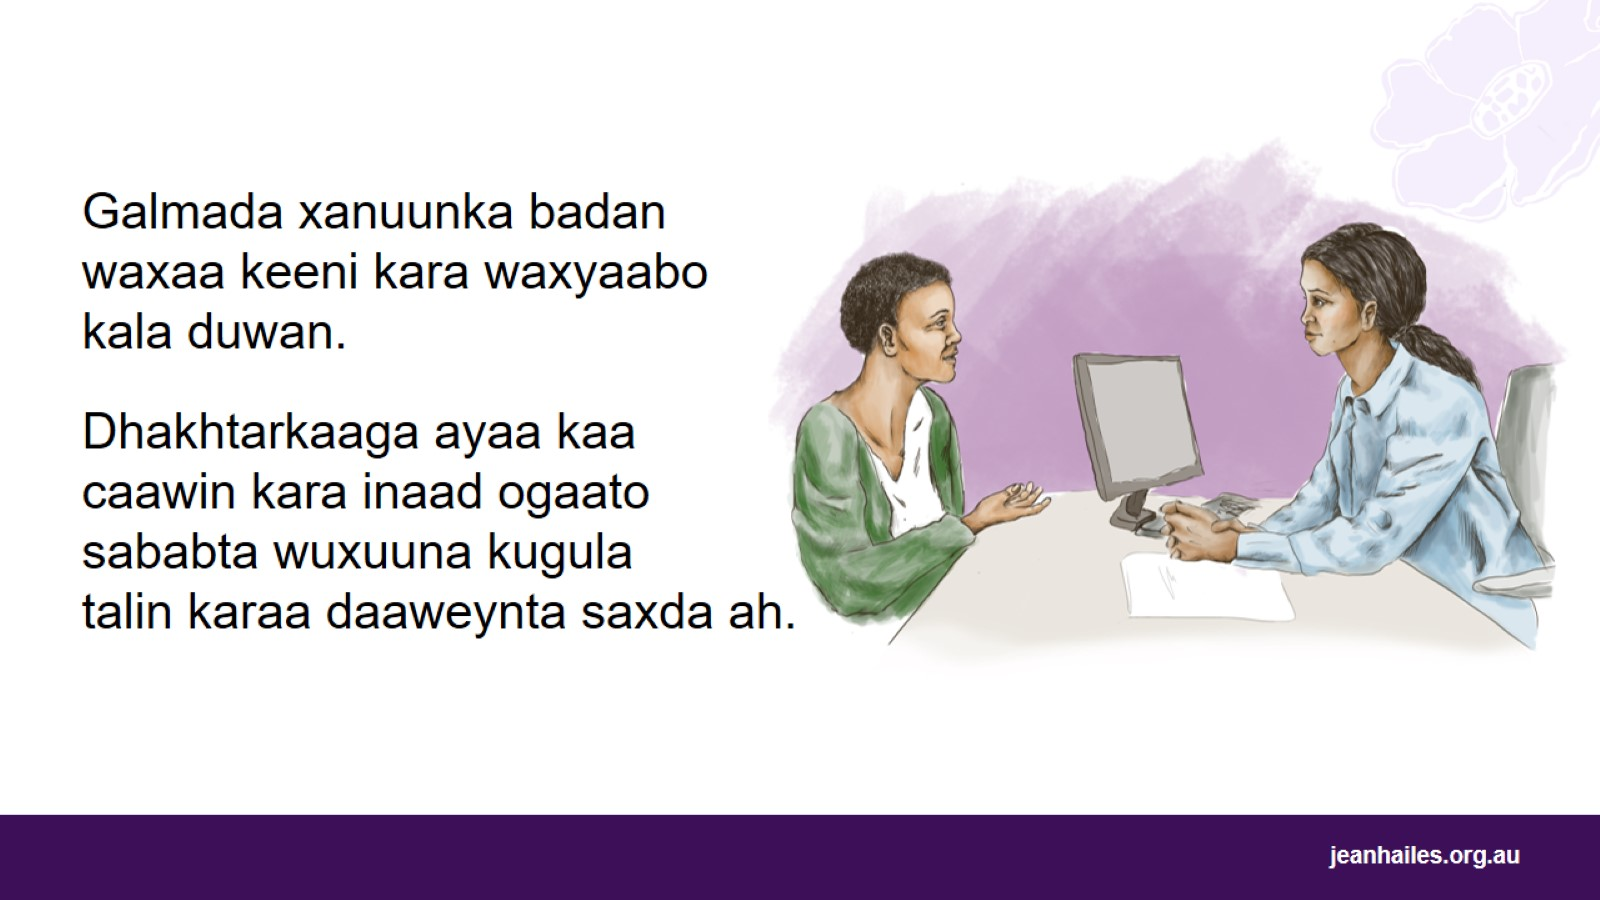 Galmada xanuunka badan
waxaa keeni kara waxyaabo
kala duwan.
Dhakhtarkaaga ayaa kaa
caawin kara inaad ogaato
sababta wuxuuna kugula
talin karaa daaweynta saxda ah.
jeanhailes.org.au